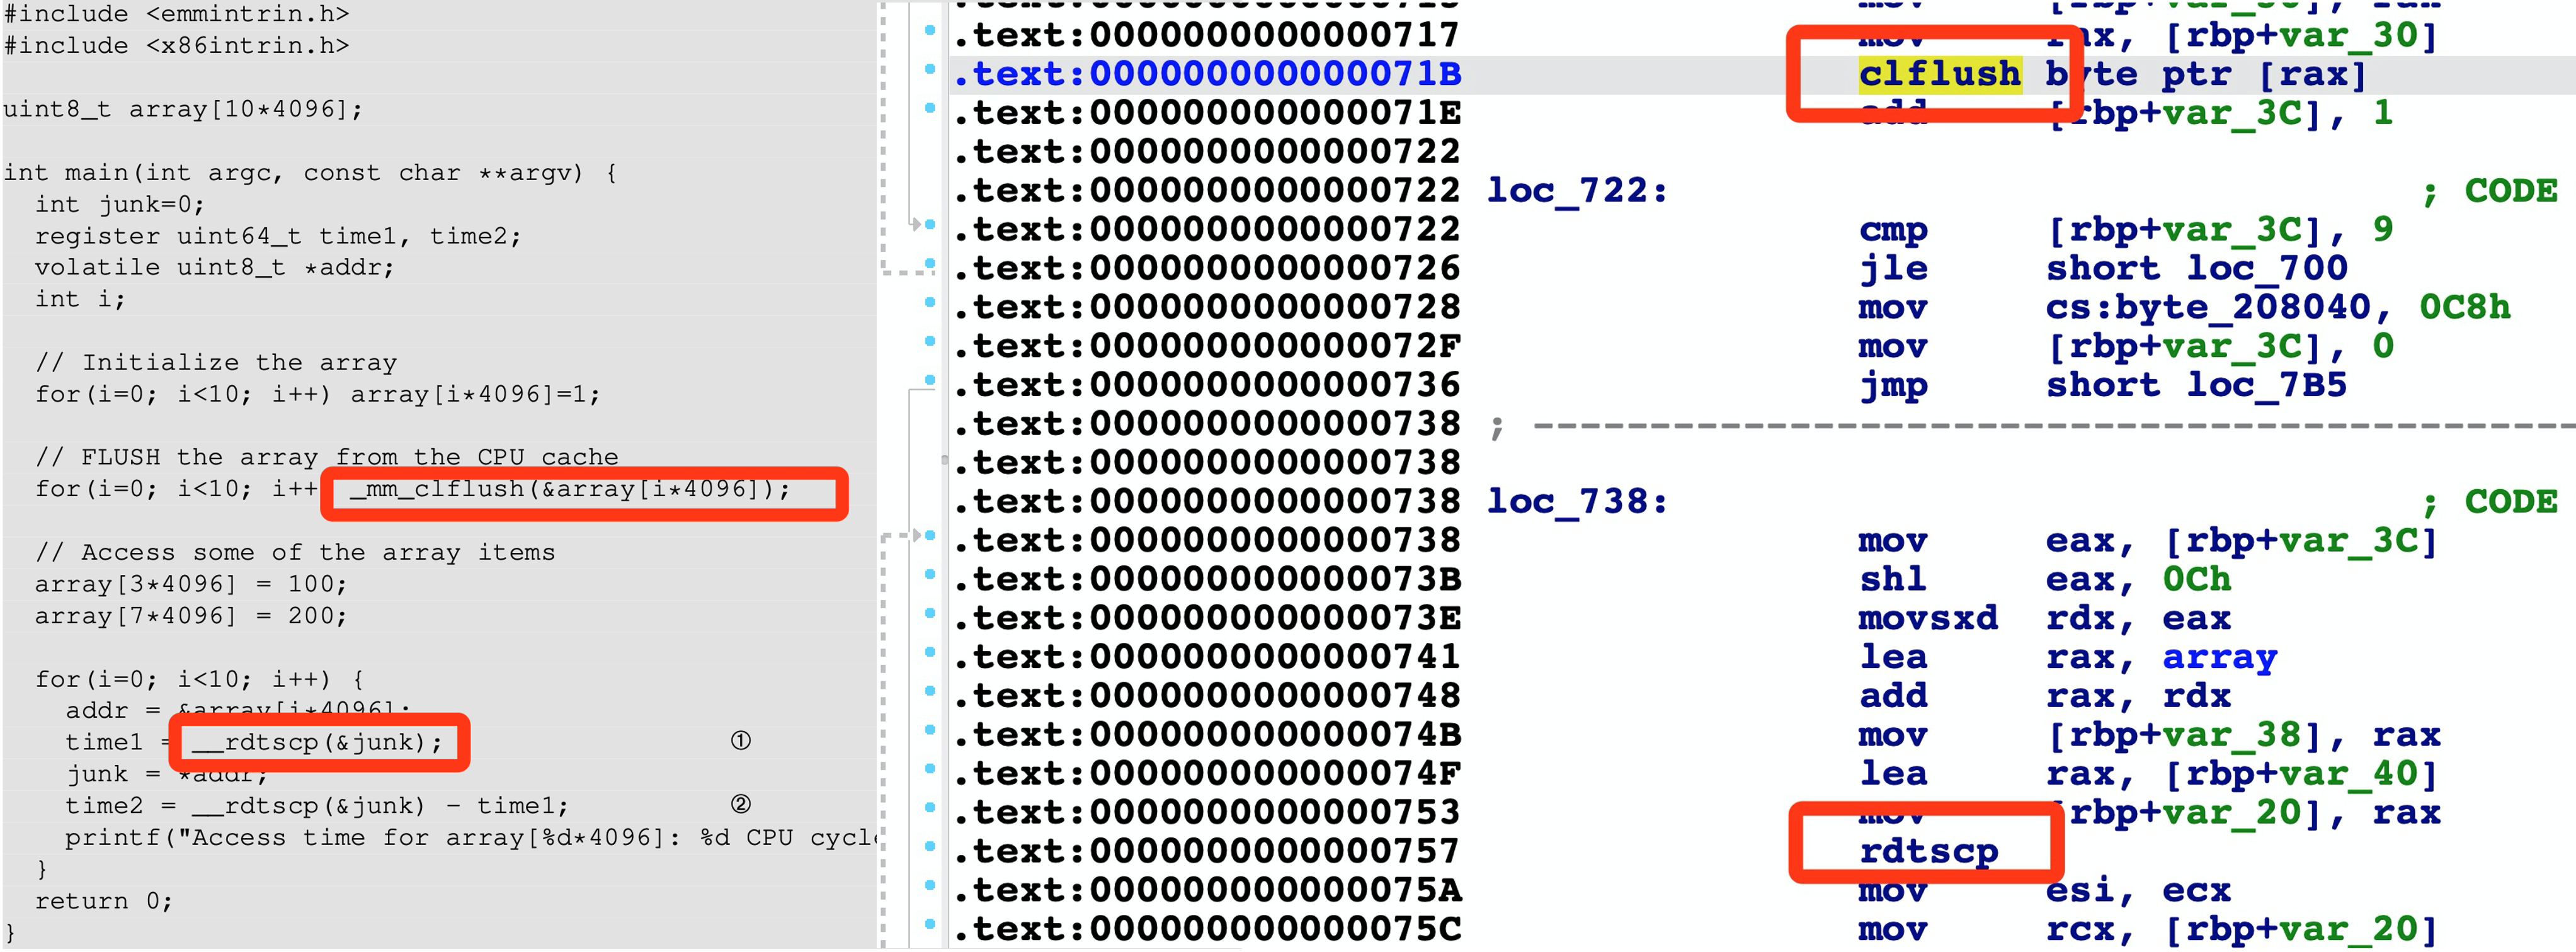 #include <emmintrin.h>
#include <x86intrin.h>
uint8_t array[10*4096];
int main(int argc, const char **argv) {
int junk=0;
register uint64_t time1, time2;
volatile uint8_t *addr;
int i;
// Initialize the array
for(i=0; i<10; i++) array[i*4096]=1;
// FLUSH the array from the CPU cache
for(i=0; i<10; i++ _mm_clflush(&array[i*4096]);
// Access some of the array items
array[3*4096] = 100;
array[7*4096] = 200;
for(i=0; i<10; i++) {
addr = &array[i*4096];
time1 = __rdtscp(&junk); ①
junk = *addr;
time2 = __rdtscp(&junk) - time1; ②
printf("Access time for array[%d*4096]: %d CPU cycl
}
return 0;
}
.text:0000000000000717 mov rax, [rbp+var_30]
.text:000000000000071B clflush byte ptr [rax]
.text:000000000000071E add [rbp+var_3C], 1
.text:0000000000000722
.text:0000000000000722 loc_722: ; CODE
.text:0000000000000722 cmp [rbp+var_3C], 9
.text:0000000000000726 jle short loc_700
.text:0000000000000728 mov cs:byte_208040, 0C8h
.text:000000000000072F mov [rbp+var_3C], 0
.text:0000000000000736 jmp short loc_7B5
.text:0000000000000738 ; ---------------------------------------------
.text:0000000000000738
.text:0000000000000738 loc_738: ; CODE
.text:0000000000000738 mov eax, [rbp+var_3C]
.text:000000000000073B shl eax, 0Ch
.text:000000000000073E movsxd rdx, eax
.text:0000000000000741 lea rax, array
.text:0000000000000748 add rax, rdx
.text:000000000000074B mov [rbp+var_38], rax
.text:000000000000074F lea rax, [rbp+var_40]
.text:0000000000000753 mov [rbp+var_20], rax
.text:0000000000000757 rdtscp
.text:000000000000075A mov esi, ecx
.text:000000000000075C mov rcx, [rbp+var_20]